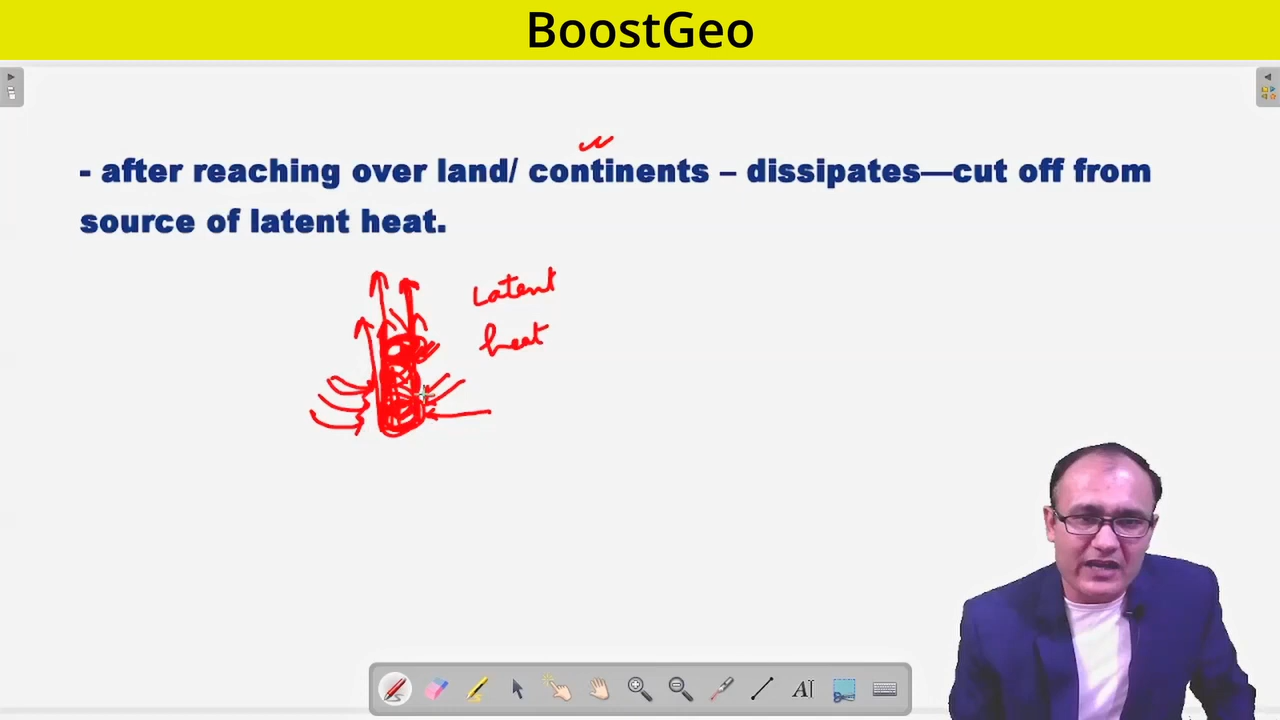 BoostGeo
- after reaching over land/ continents – dissipates—cut off from
source of latent heat.
Latent
heat